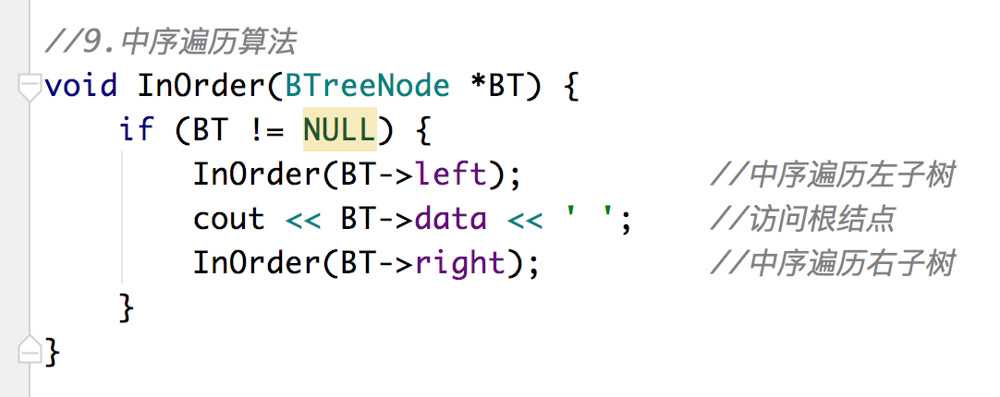 //9.中序遍历算法
void InOrder(BTreeNode *BT) {
    if (BT != NULL) {
        InOrder(BT->left);          //中序遍历左子树
        cout << BT->data << ' ';    //访问根结点
        InOrder(BT->right);         //中序遍历右子树
    }
}